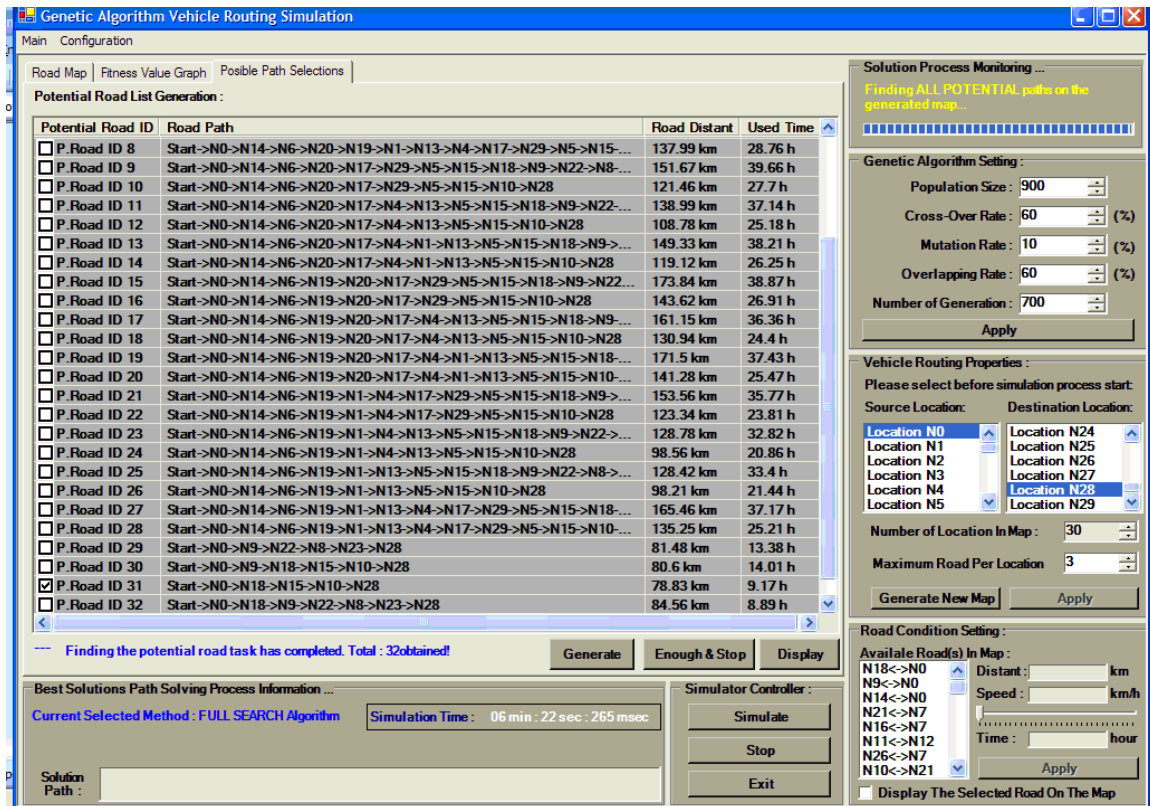 Genetic Algorithm Vehicle Routing Simulation
Main Configuration
Road Map Fitness Value Graph Posible Path Selections
Potential Road List Generation :
Potential Road ID Road Path Road Distant Used Time
P.Road ID 8 Start->N0->N14->N6->N20->N19->N1->N13->N4->N17->N29->N5->N15-... 137.99 km 28.76 h
P.Road ID 9 Start->N0->N14->N6->N20->N17->N29->N5->N15->N18->N9->N22->N8-... 151.67 km 39.66 h
P.Road ID 10 Start->N0->N14->N6->N20->N17->N29->N5->N15->N10->N28 121.46 km 27.7 h
P.Road ID 11 Start->N0->N14->N6->N20->N17->N4->N13->N5->N15->N18->N9->N22-... 138.99 km 37.14 h
P.Road ID 12 Start->N0->N14->N6->N20->N17->N4->N13->N5->N15->N10->N28 108.78 km 25.18 h
P.Road ID 13 Start->N0->N14->N6->N20->N17->N4->N1->N13->N5->N15->N18->N9->... 149.33 km 38.21 h
P.Road ID 14 Start->N0->N14->N6->N20->N17->N4->N1->N13->N5->N15->N10->N28 119.12 km 26.25 h
P.Road ID 15 Start->N0->N14->N6->N19->N20->N17->N29->N5->N15->N18->N9->N22... 173.84 km 38.87 h
P.Road ID 16 Start->N0->N14->N6->N19->N20->N17->N29->N5->N15->N10->N28 143.62 km 26.91 h
P.Road ID 17 Start->N0->N14->N6->N19->N20->N17->N4->N13->N5->N15->N18->N9-... 161.15 km 36.36 h
P.Road ID 18 Start->N0->N14->N6->N19->N20->N17->N4->N13->N5->N15->N10->N28 130.94 km 24.4 h
P.Road ID 19 Start->N0->N14->N6->N19->N20->N17->N4->N1->N13->N5->N15->N18-... 171.5 km 37.43 h
P.Road ID 20 Start->N0->N14->N6->N19->N20->N17->N4->N1->N13->N5->N15->N10-... 141.28 km 25.47 h
P.Road ID 21 Start->N0->N14->N6->N19->N1->N4->N17->N29->N5->N15->N18->N9->... 153.56 km 35.77 h
P.Road ID 22 Start->N0->N14->N6->N19->N1->N4->N17->N29->N5->N15->N10->N28 123.34 km 23.81 h
P.Road ID 23 Start->N0->N14->N6->N19->N1->N4->N13->N5->N15->N18->N9->N22->... 128.78 km 32.82 h
P.Road ID 24 Start->N0->N14->N6->N19->N1->N4->N13->N5->N15->N10->N28 98.56 km 20.86 h
P.Road ID 25 Start->N0->N14->N6->N19->N1->N13->N5->N15->N18->N9->N22->N8->... 128.42 km 33.4 h
P.Road ID 26 Start->N0->N14->N6->N19->N1->N13->N5->N15->N10->N28 98.21 km 21.44 h
P.Road ID 27 Start->N0->N14->N6->N19->N1->N13->N4->N17->N29->N5->N15->N18-... 165.46 km 37.17 h
P.Road ID 28 Start->N0->N14->N6->N19->N1->N13->N4->N17->N29->N5->N15->N10-... 135.25 km 25.21 h
P.Road ID 29 Start->N0->N9->N22->N8->N23->N28 81.48 km 13.38 h
P.Road ID 30 Start->N0->N9->N18->N15->N10->N28 80.6 km 14.01 h
P.Road ID 31 Start->N0->N18->N15->N10->N28 78.83 km 9.17 h
P.Road ID 32 Start->N0->N18->N9->N22->N8->N23->N28 84.56 km 8.89 h
--- Finding the potential road task has completed. Total : 32obtained!
Generate Enough & Stop Display
Best Solutions Path Solving Process Information ...
Current Selected Method : FULL SEARCH Algorithm
Simulation Time : 06 min : 22 sec : 265 msec
Solution Path :
Simulator Controller :
Simulate
Stop
Exit
Solution Process Monitoring ...
Finding ALL POTENTIAL paths on the
generated map...
Genetic Algorithm Setting :
Population Size : 900
Cross-Over Rate : 60 (%)
Mutation Rate : 10 (%)
Overlapping Rate : 60 (%)
Number of Generation : 700
Apply
Vehicle Routing Properties :
Please select before simulation process start:
Source Location: Destination Location:
Location N0 Location N24
Location N1 Location N25
Location N2 Location N26
Location N3 Location N27
Location N4 Location N28
Location N5 Location N29
Number of Location In Map : 30
Maximum Road Per Location 3
Generate New Map Apply
Road Condition Setting :
Availale Road(s) In Map :
N18<->N0
N9<->N0
N14<->N0
N21<->N7
N16<->N7
N11<->N12
N26<->N7
N10<->N21
Distant : km
Speed : km/h
Time : hour
Apply
Display The Selected Road On The Map